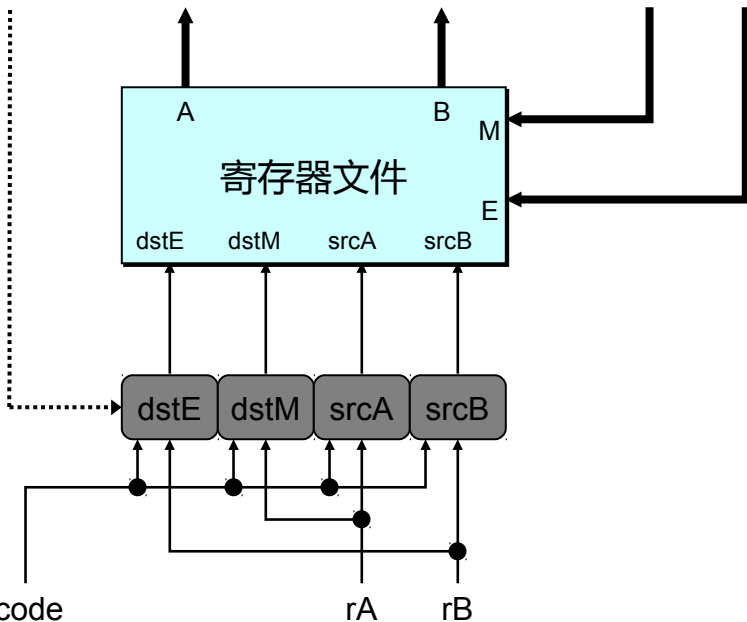 A B
M
寄存器文件
E
dstE dstM srcA srcB
dstE dstM srcA srcB
code rA rB